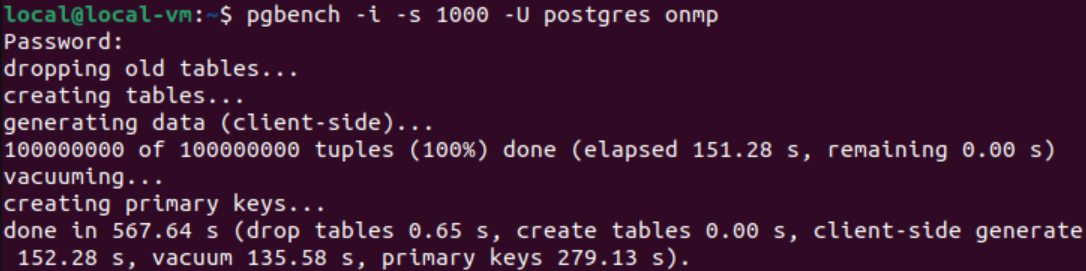 local@local-vm:~$ pgbench -i -s 1000 -U postgres onmp
Password:
dropping old tables...
creating tables...
generating data (client-side)...
100000000 of 100000000 tuples (100%) done (elapsed 151.28 s, remaining 0.00 s)
vacuuming...
creating primary keys...
done in 567.64 s (drop tables 0.65 s, create tables 0.00 s, client-side generate
152.28 s, vacuum 135.58 s, primary keys 279.13 s).